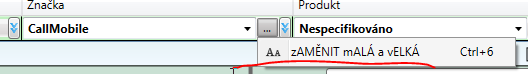 Značka Produkt
CallMobile ... Nespecifikováno
AA zAMĚNIT mALÁ a vELKÁ Ctrl+6